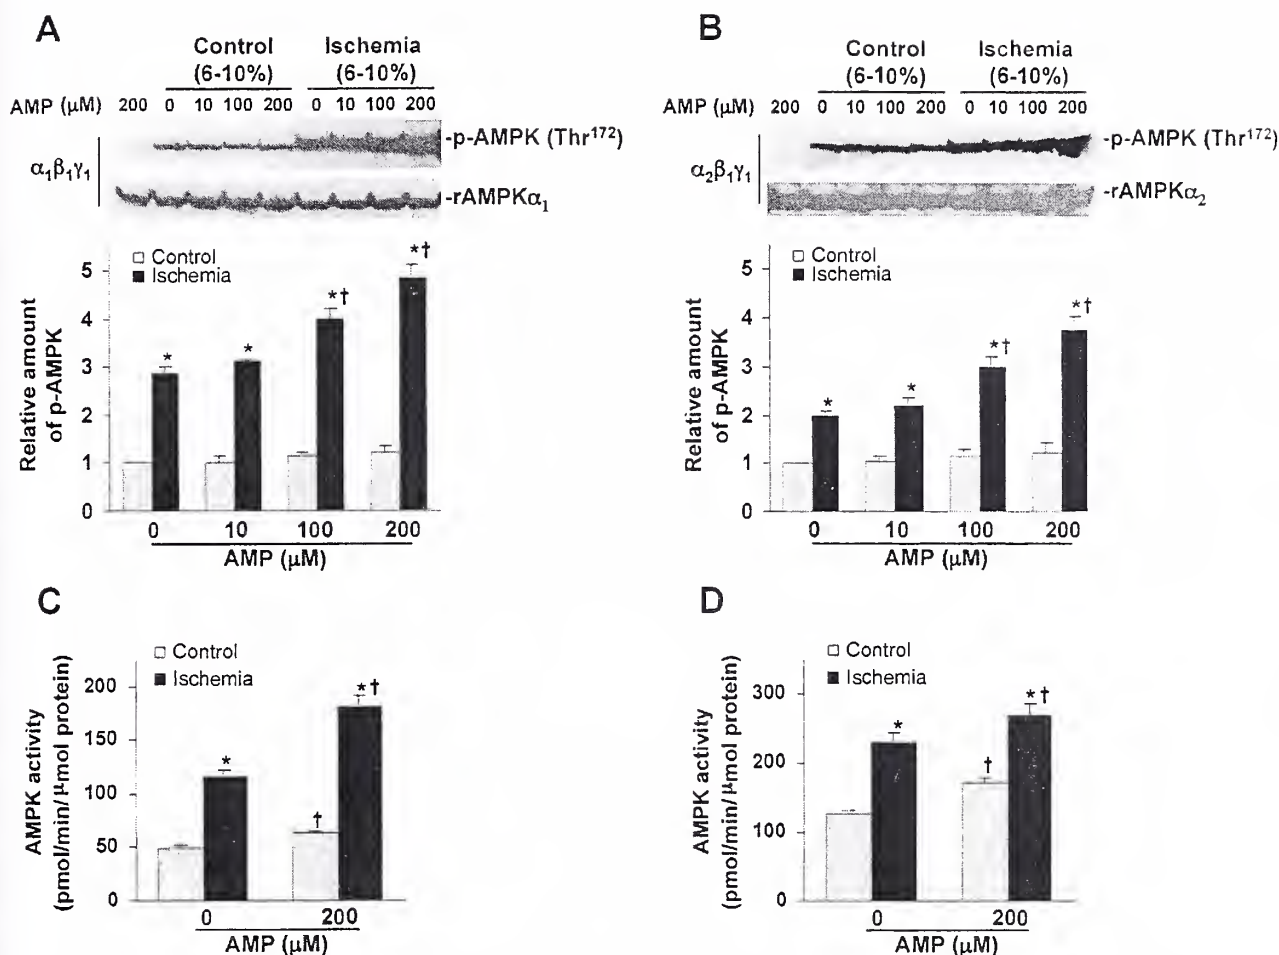 A
Control
(6-10%)
Ischemia
(6-10%)
AMP (μM) 200 0 10 100 200 0 10 100 200
-p-AMPK (Thr172)
α1β1γ1
-rAMPKα1
Control
Ischemia
Relative amount
of p-AMPK
5
4
3
2
1
0
* * *† *†
0 10 100 200
AMP (μM)
B
Control
(6-10%)
Ischemia
(6-10%)
AMP (μM) 200 0 10 100 200 0 10 100 200
-p-AMPK (Thr172)
α2β1γ1
-rAMPKα2
Control
Ischemia
Relative amount
of p-AMPK
5
4
3
2
1
0
* * *† *†
0 10 100 200
AMP (μM)
C
Control
Ischemia
AMPK activity
(pmol/min/ μmol protein)
200
150
100
50
0
* † *†
0 200
AMP (μM)
D
Control
Ischemia
AMPK activity
(pmol/min/ μmol protein)
300
200
100
0
* † *†
0 200
AMP (μM)